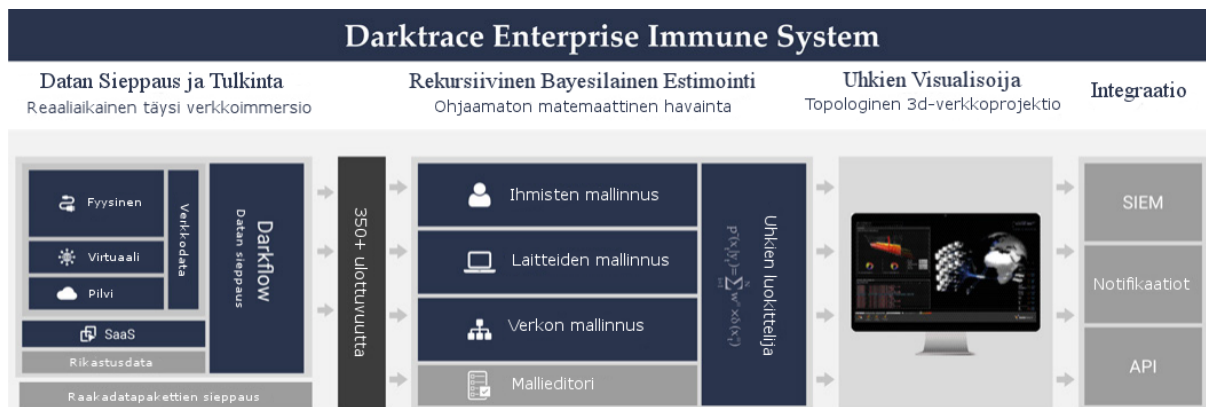 Darktrace Enterprise Immune System
Datan Sieppaus ja Tulkinta
Reaaliaikainen täysi verkkoimmersio
Rekursiivinen Bayesilainen Estimointi
Ohjaamaton matemaattinen havainta
Uhkien Visualisoija
Topologinen 3d-verkkoprojektio
Integraatio
Fyysinen
Virtuaali
Pilvi
Verkkodata
SaaS
Rikastusdata
Raakadatapakettien sieppaus
Darkflow
Datan sieppaus
350+ ulottuvuutta
Ihmisten mallinnus
Laitteiden mallinnus
Verkon mallinnus
Mallieditori
Uhkien luokittelija
SIEM
Notifikaatiot
API